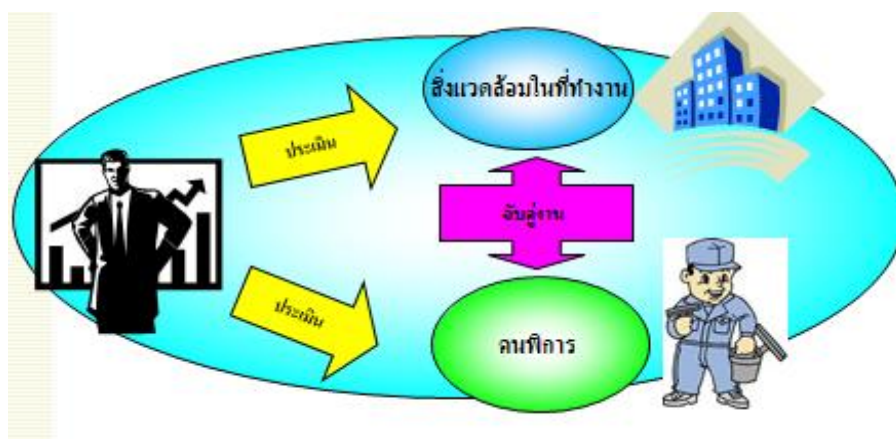 สิ่งแวดล้อมในที่ทำงาน
ประเมิน
จับคู่งาน
ประเมิน
คนพิการ